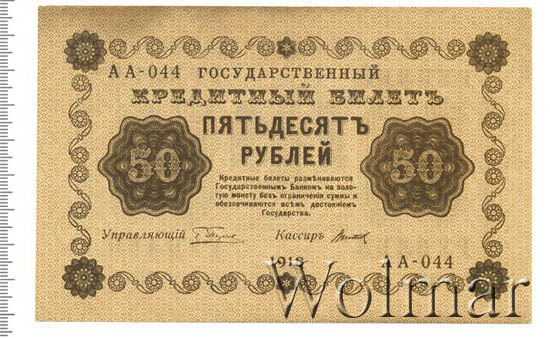 АА-044 ГОСУДАРСТВЕННЫЙ
КРЕДИТНЫЙ БИЛЕТЪ
ПЯТЬДЕСЯТЪ
РУБЛЕЙ
50
50
Кредитные билеты размѣниваются
Государственнымъ Банкомъ на золо-
тую монету безъ ограниченія суммы и
обезпечиваются всѣмъ достояніемъ
Государства.
Управляющій
Кассиръ
1918
АА-044
Wolmar